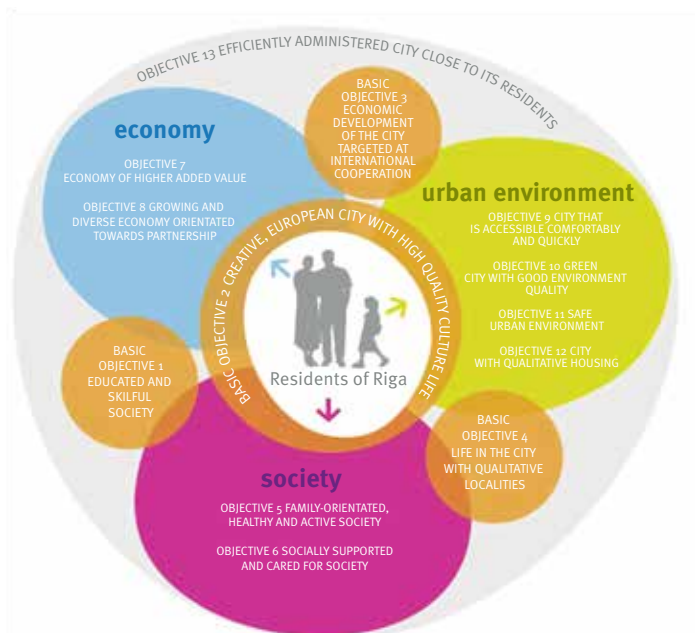 OBJECTIVE 13 EFFICIENTLY ADMINISTERED CITY CLOSE TO ITS RESIDENTS
BASIC
OBJECTIVE 3
ECONOMIC
DEVELOPMENT
OF THE CITY
TARGETED AT
INTERNATIONAL
COOPERATION
economy
OBJECTIVE 7
ECONOMY OF HIGHER ADDED VALUE
OBJECTIVE 8 GROWING AND
DIVERSE ECONOMY ORIENTATED
TOWARDS PARTNERSHIP
urban environment
OBJECTIVE 9 CITY THAT
IS ACCESSIBLE COMFORTABLY
AND QUICKLY
OBJECTIVE 10 GREEN
CITY WITH GOOD ENVIRONMENT
QUALITY
OBJECTIVE 11 SAFE
URBAN ENVIRONMENT
OBJECTIVE 12 CITY
WITH QUALITATIVE HOUSING
BASIC OBJECTIVE 2 CREATIVE, EUROPEAN CITY WITH HIGH QUALITY CULTURE LIFE
Residents of Riga
BASIC
OBJECTIVE 1
EDUCATED AND
SKILFUL
SOCIETY
BASIC
OBJECTIVE 4
LIFE IN THE CITY
WITH QUALITATIVE
LOCALITIES
society
OBJECTIVE 5 FAMILY-ORIENTATED,
HEALTHY AND ACTIVE SOCIETY
OBJECTIVE 6 SOCIALLY SUPPORTED
AND CARED FOR SOCIETY